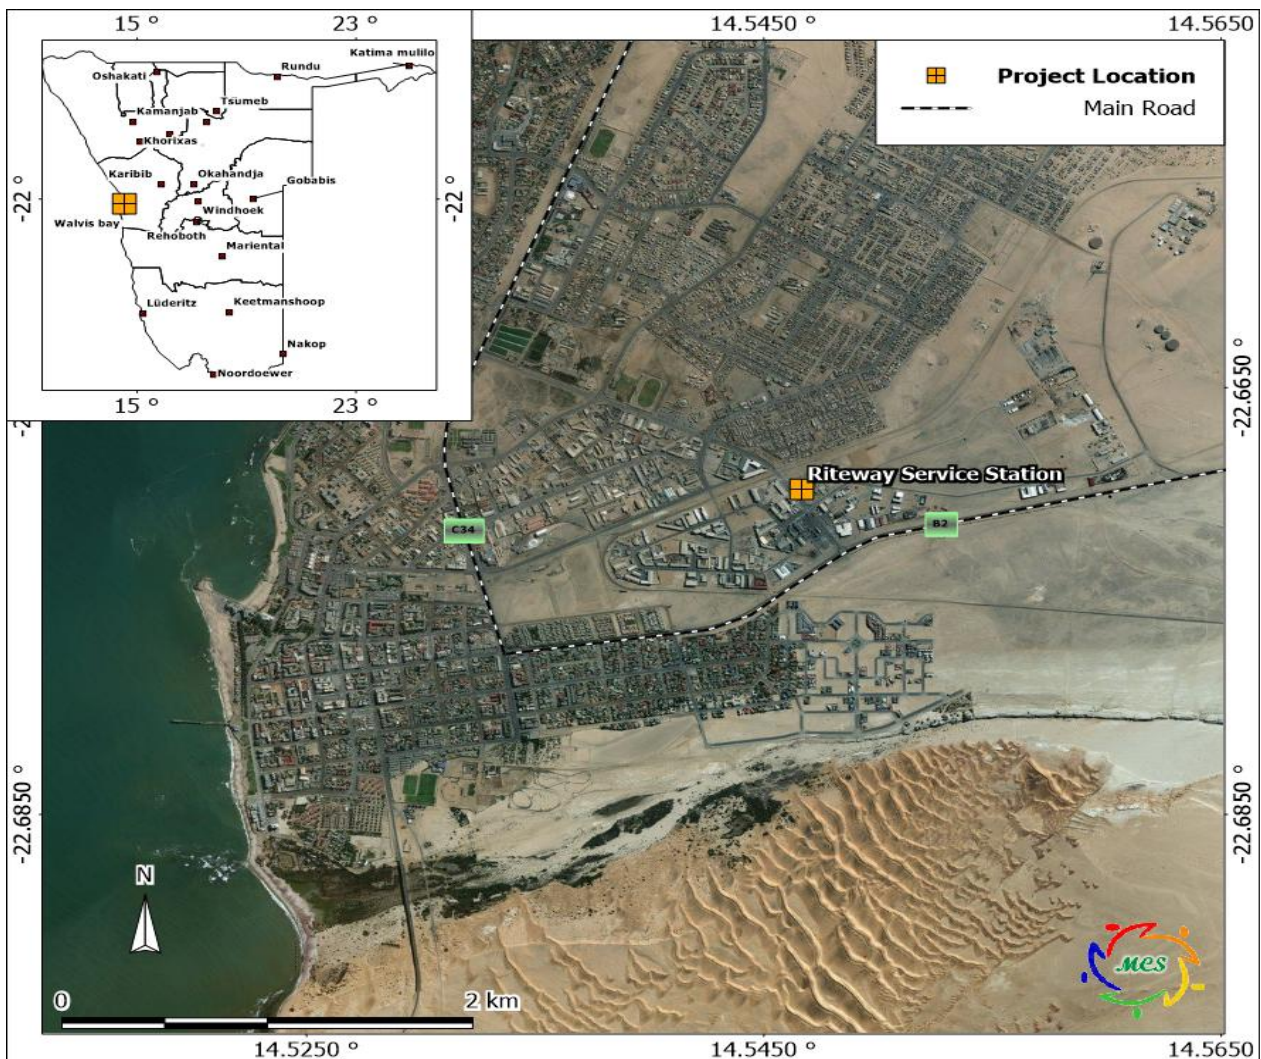 15 °
23 °
14.5450
14.5650
Katima mulilo
Rundu
Oshakati
Tsumeb
Kamanjab
Khorixas
Karibib
Okahandja
Gobabis
-22 °
-22 °
Windhoek
Walvis bay
Rehoboth
Mariental
Lüderitz
Keetmanshoop
Nakop
Noordoewer
15 °
23 °
Project Location
Main Road
-22.6650 °
Riteway Service Station
C34
B2
-22.6850 °
-22.6850 °
N
MCS
0
2 km
14.5250 °
14.5450 °
14.5650